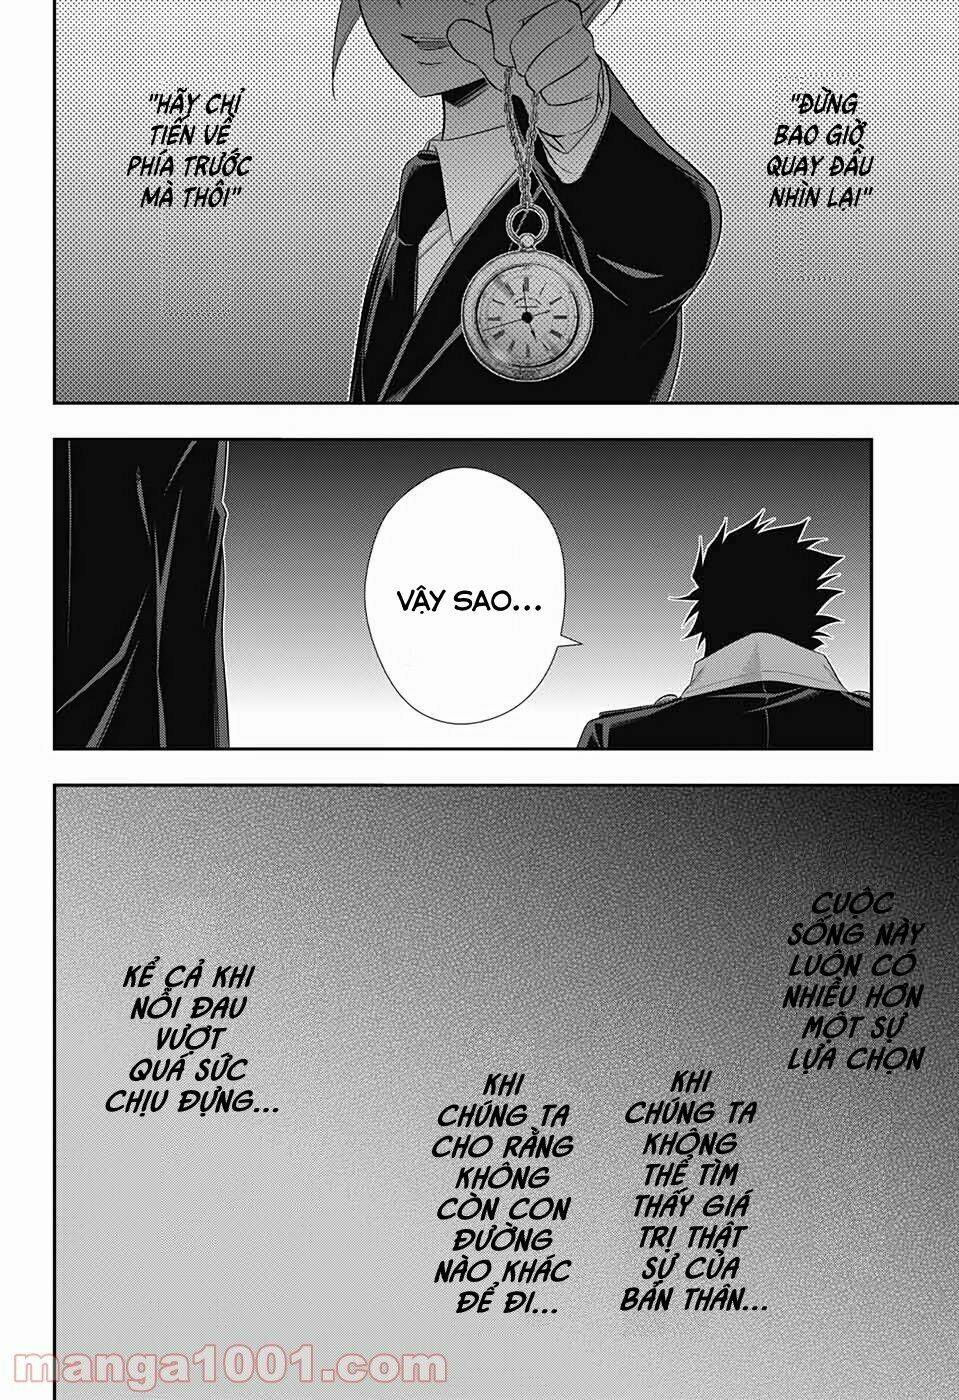 "ĐỪNG
BAO GIỜ
QUAY ĐẦU
NHÌN LẠI"
"HÃY CHỈ
TIẾN VỀ
PHÍA TRƯỚC
MÀ THÔI"
VẬY SAO...
CUỘC
SỐNG NÀY
LUÔN CÓ
NHIỀU HƠN
MỘT SỰ
LỰA CHỌN
KHI
CHÚNG TA
KHÔNG
THỂ TÌM
THẤY GIÁ
TRỊ THẬT
SỰ CỦA
BẢN THÂN...
KHI
CHÚNG TA
CHO RẰNG
KHÔNG
CÒN CON
ĐƯỜNG
NÀO KHÁC
ĐỂ ĐI...
KỂ CẢ KHI
NỖI ĐAU
VƯỢT
QUÁ SỨC
CHỊU ĐỰNG...
manga1001.com